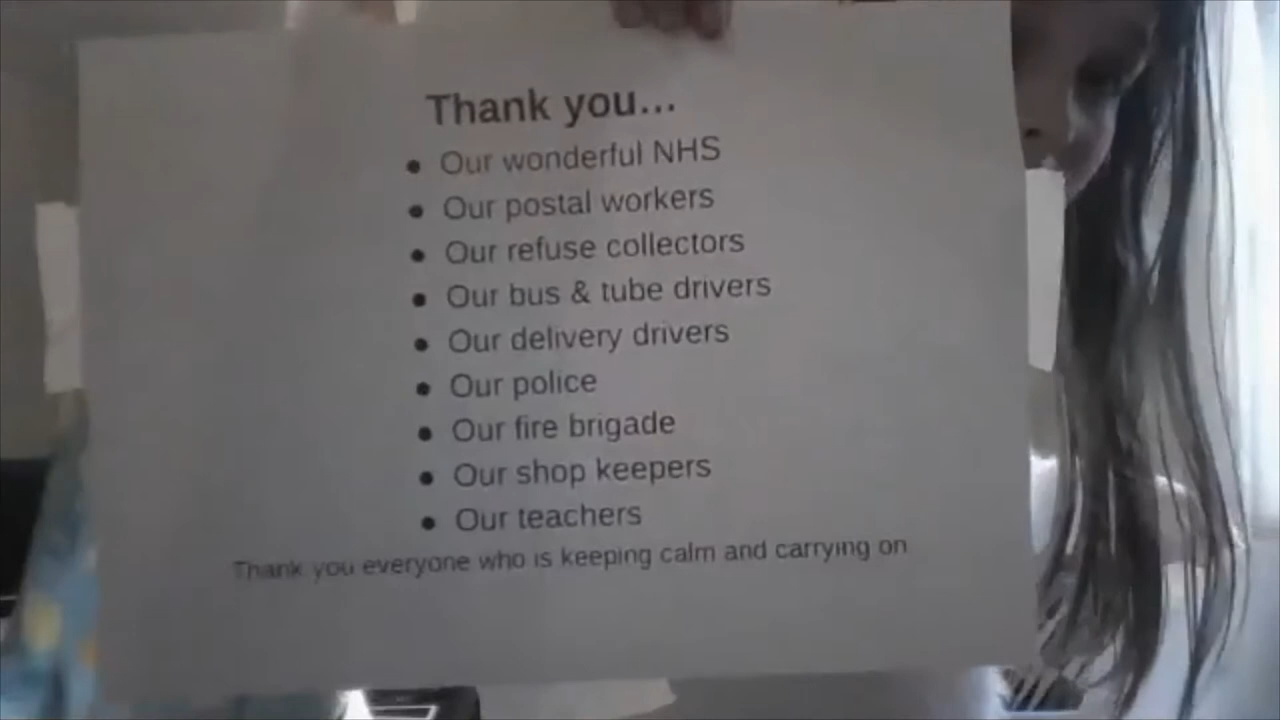 Thank you...
• Our wonderful NHS
• Our postal workers
• Our refuse collectors
• Our bus & tube drivers
• Our delivery drivers
• Our police
• Our fire brigade
• Our shop keepers
• Our teachers
Thank you everyone who is keeping calm and carrying on